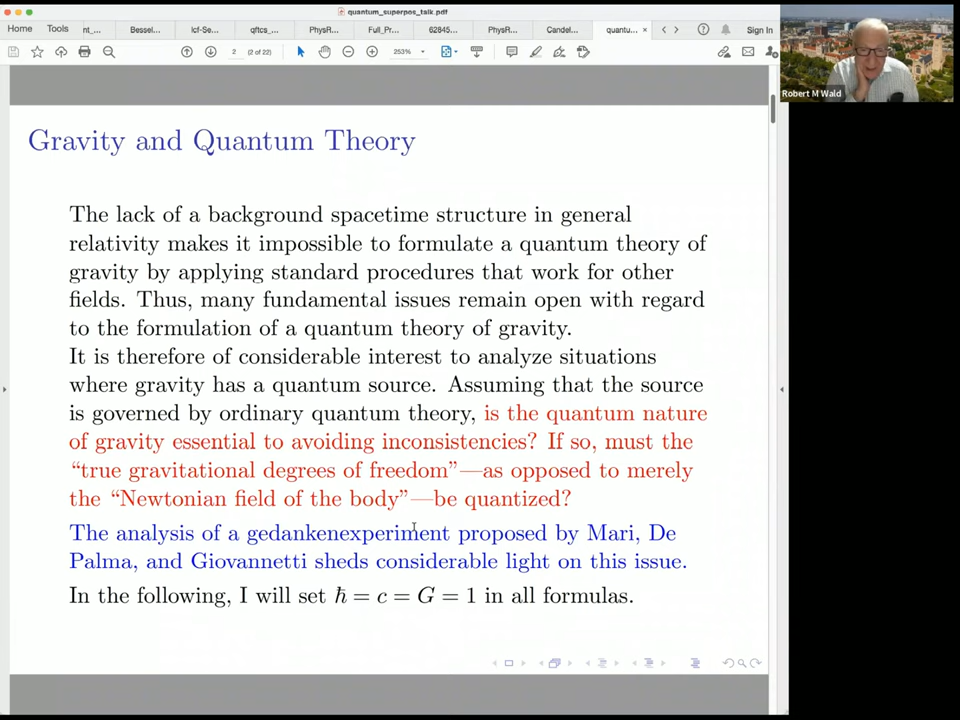 quantum_superpos_talk.pdf
Home Tools nt_... Bessel... lcf-Se... qftcs_... PhysR... Full_Pr... 62845... PhysR... Candel... quantu... × Sign In
2 (2 of 22) 253%
Robert M Wald
Gravity and Quantum Theory
The lack of a background spacetime structure in general
relativity makes it impossible to formulate a quantum theory of
gravity by applying standard procedures that work for other
fields. Thus, many fundamental issues remain open with regard
to the formulation of a quantum theory of gravity.
It is therefore of considerable interest to analyze situations
where gravity has a quantum source. Assuming that the source
is governed by ordinary quantum theory, is the quantum nature
of gravity essential to avoiding inconsistencies? If so, must the
“true gravitational degrees of freedom”—as opposed to merely
the “Newtonian field of the body”—be quantized?
The analysis of a gedankenexperiment proposed by Mari, De
Palma, and Giovannetti sheds considerable light on this issue.
In the following, I will set ħ = c = G = 1 in all formulas.